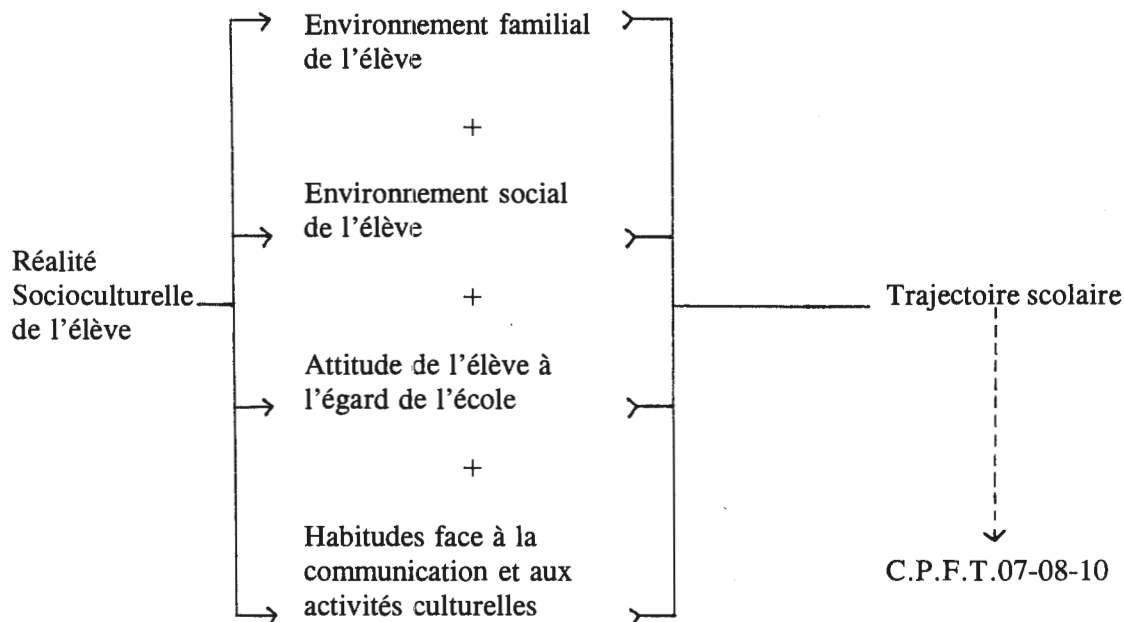 Environnement familial
de l'élève
+
Environnement social
de l'élève
Réalité
Socioculturelle
de l'élève
+
Trajectoire scolaire
Attitude de l'élève à
l'égard de l'école
+
Habitudes face à la
communication et aux
activités culturelles
C.P.F.T.07-08-10